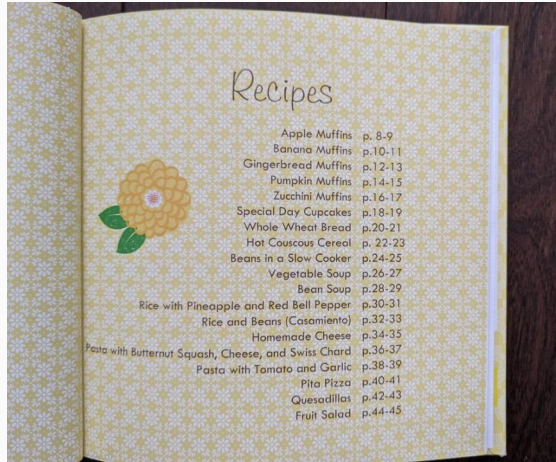 Recipes
Apple Muffins p. 8-9
Banana Muffins p.10-11
Gingerbread Muffins p.12-13
Pumpkin Muffins p.14-15
Zucchini Muffins p.16-17
Special Day Cupcakes p.18-19
Whole Wheat Bread p.20-21
Hot Couscous Cereal p. 22-23
Beans in a Slow Cooker p.24-25
Vegetable Soup p.26-27
Bean Soup p.28-29
Rice with Pineapple and Red Bell Pepper p.30-31
Rice and Beans (Casamiento) p.32-33
Homemade Cheese p.34-35
Pasta with Butternut Squash, Cheese, and Swiss Chard p.36-37
Pasta with Tomato and Garlic p.38-39
Pita Pizza p.40-41
Quesadillas p.42-43
Fruit Salad p.44-45